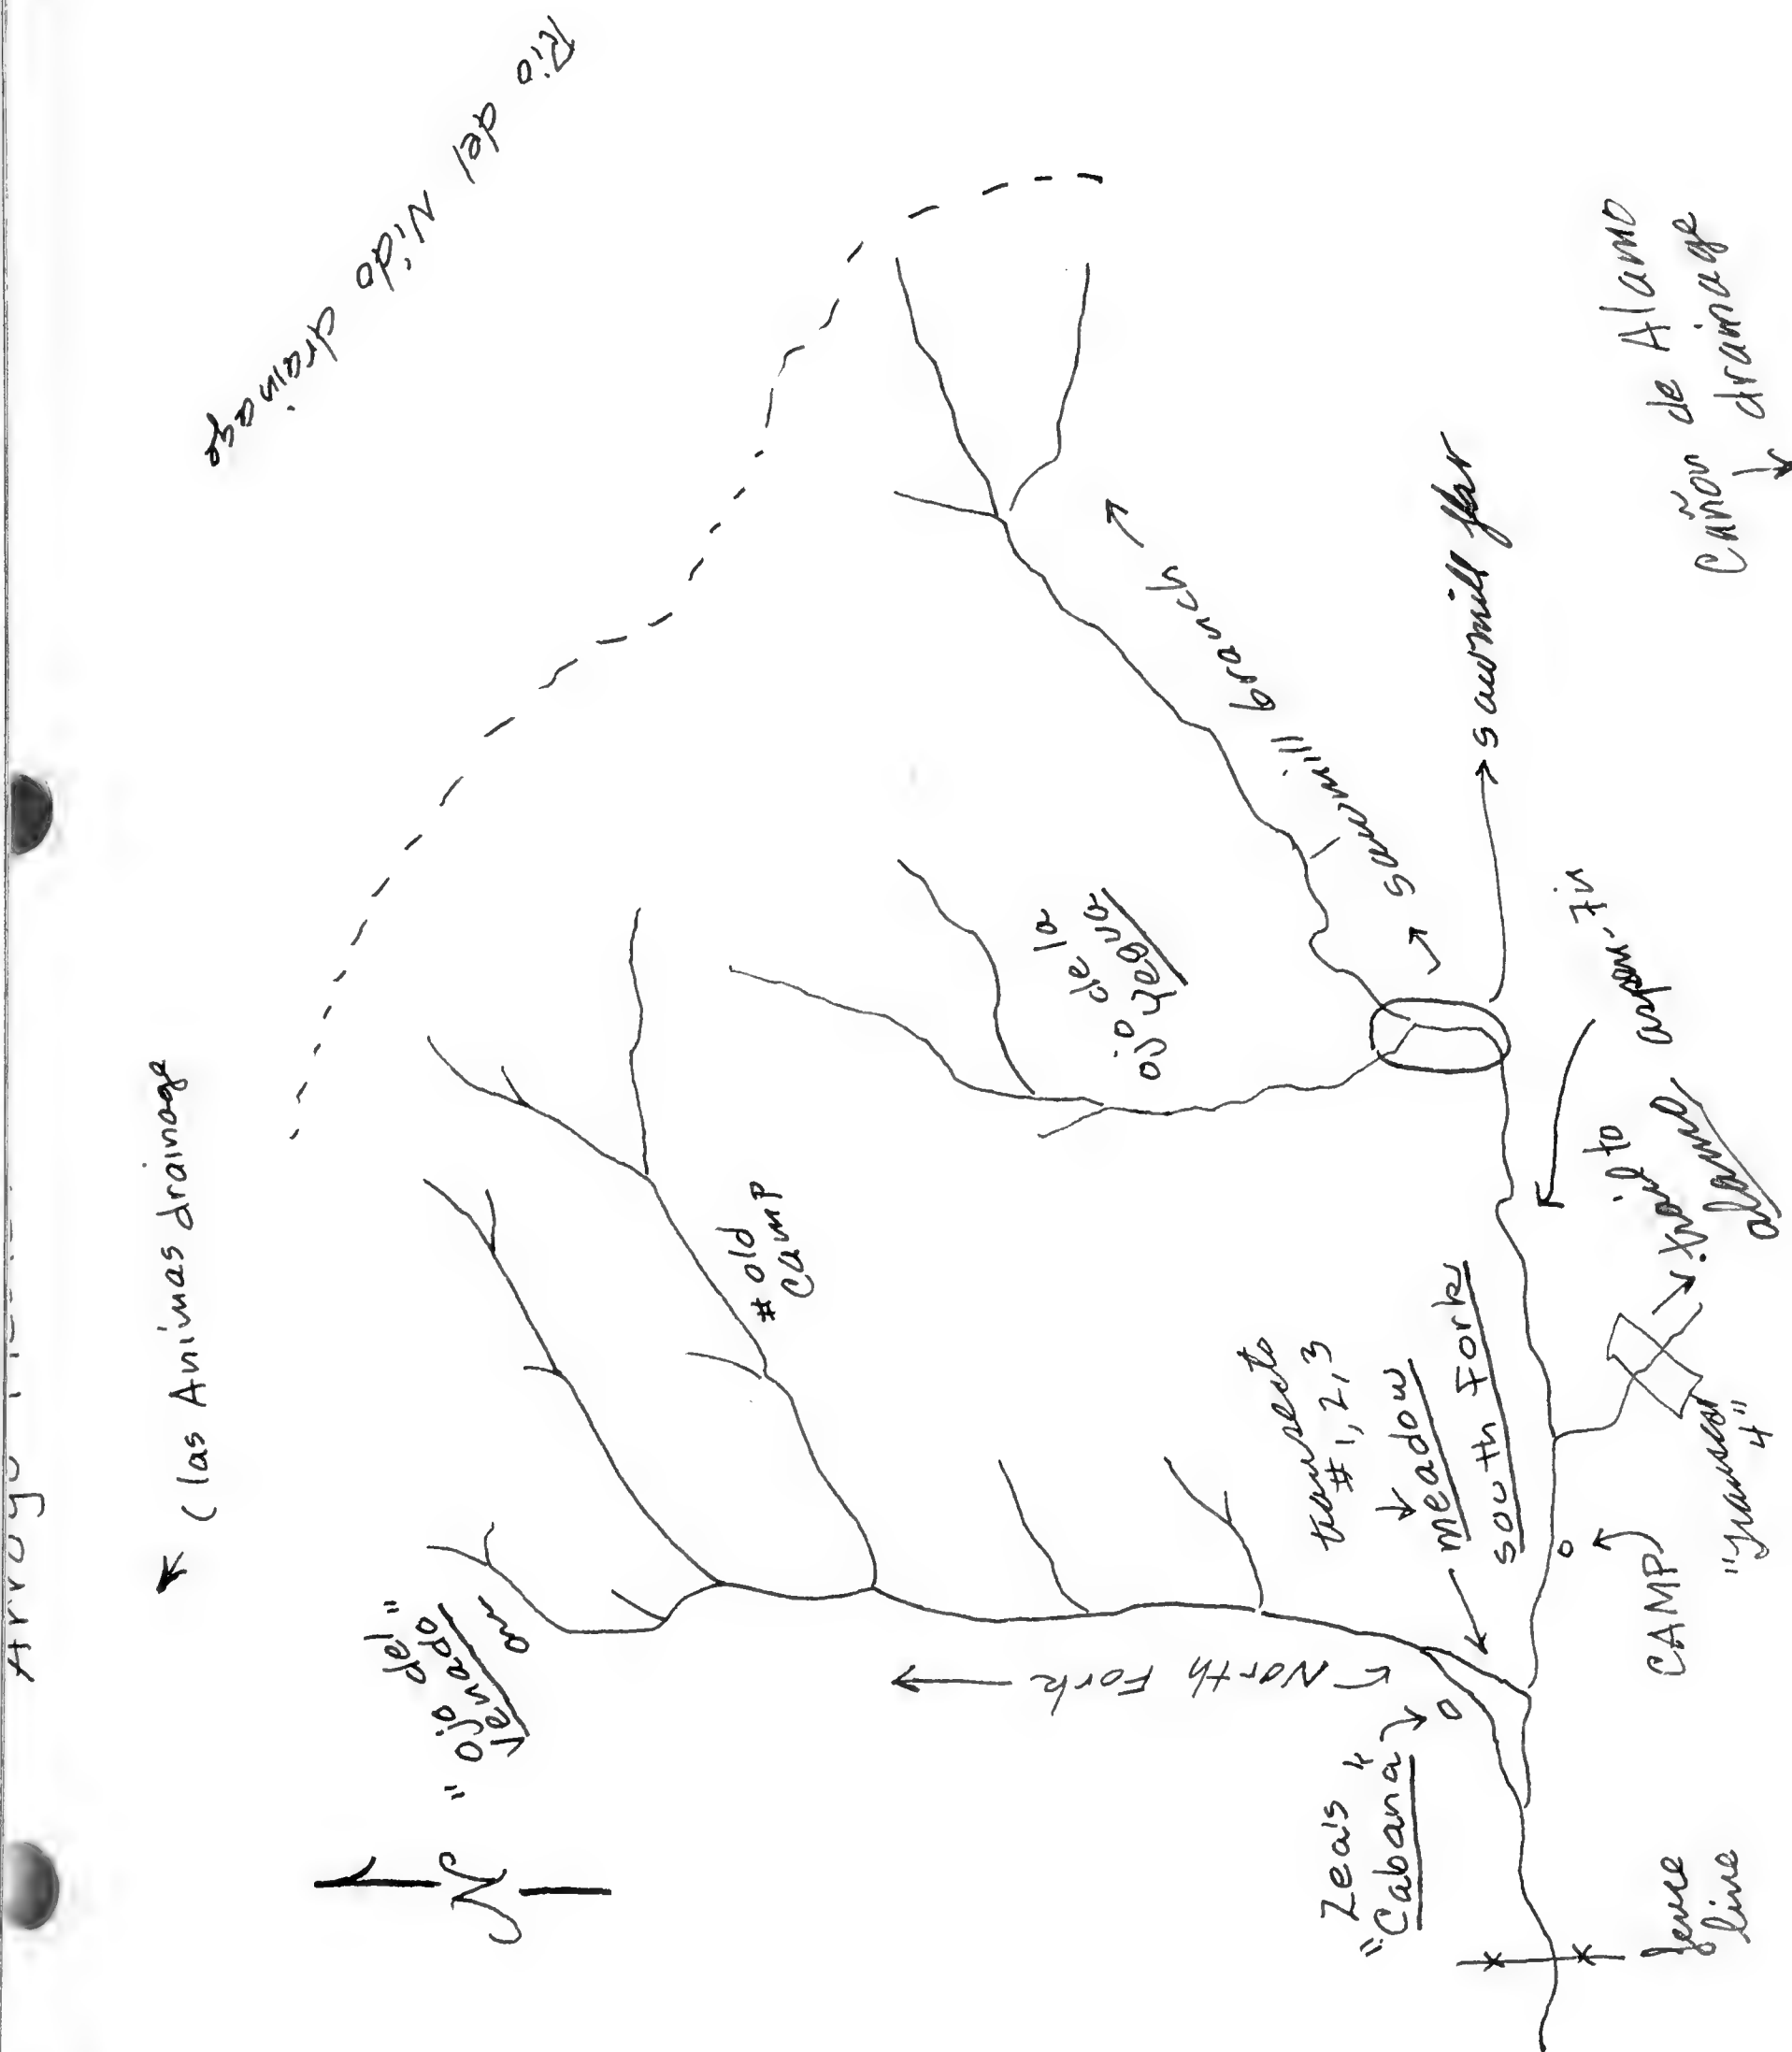 Arroyo
(las Animas drainage
Rio del Nido drainage
"Ojo del"
Venado
N
# old
camp
ojo de la
Yegua
sawmill branch
sawmill flat
North Fork
Zea's
"Cabana"
transects
#1, 2, 3
meadow
South Fork
aspen-fir
trail to
alamo
CAMP
"transect
4"
fence
line
Cañon de Alamo
drainage